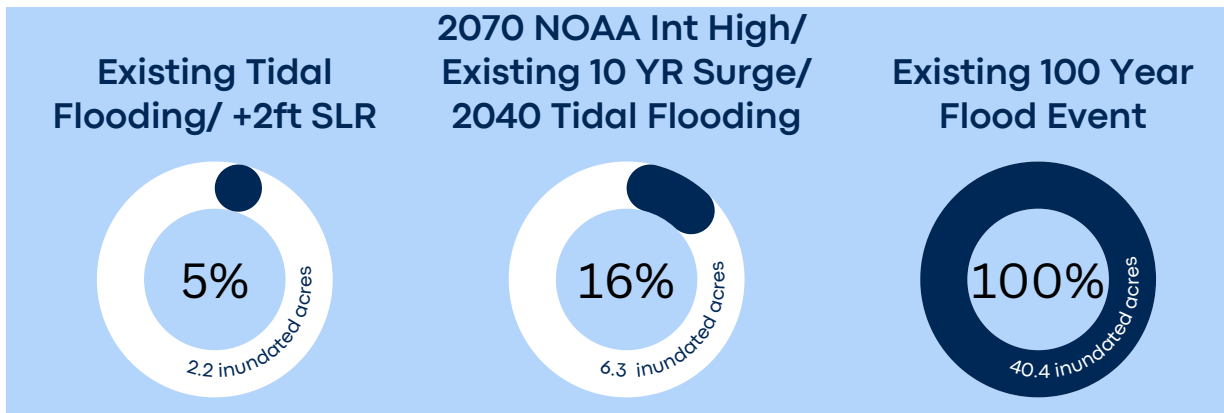 Existing Tidal
Flooding/ +2ft SLR
5%
2.2 inundated acres
2070 NOAA Int High/
Existing 10 YR Surge/
2040 Tidal Flooding
16%
6.3 inundated acres
Existing 100 Year
Flood Event
100%
40.4 inundated acres